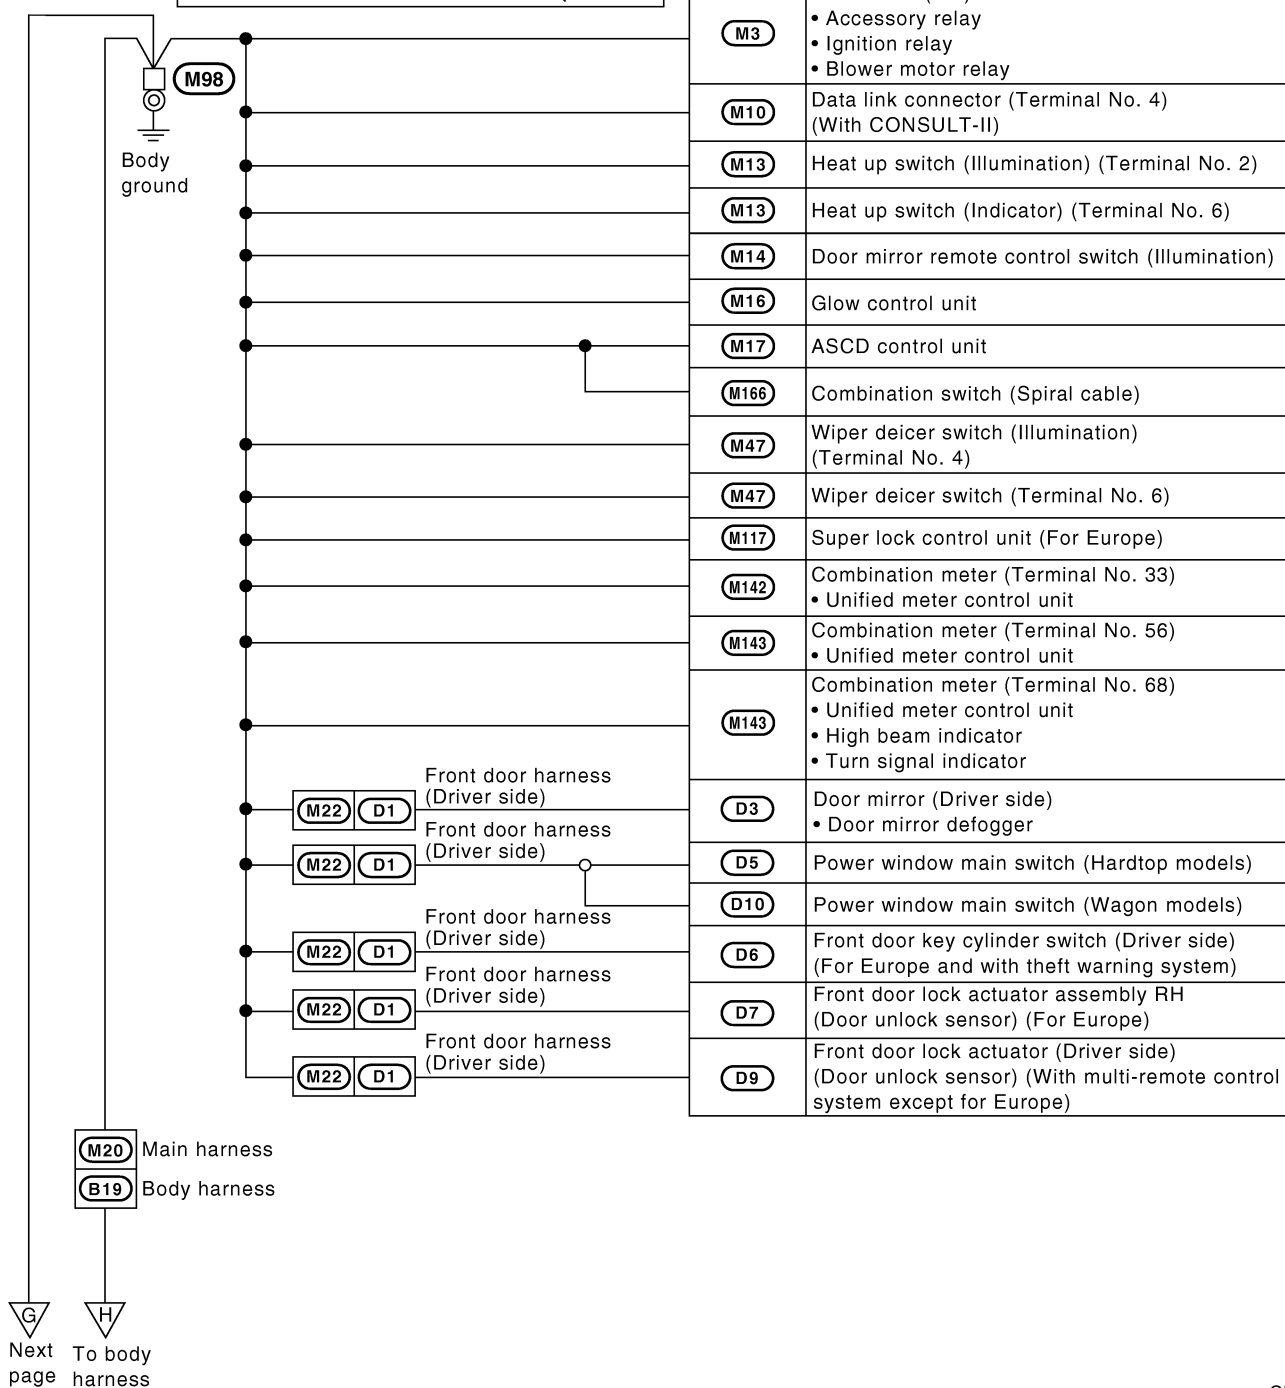 M3
• Accessory relay
• Ignition relay
• Blower motor relay
M98
Body
ground
M10
Data link connector (Terminal No. 4)
(With CONSULT-II)
M13
Heat up switch (Illumination) (Terminal No. 2)
M13
Heat up switch (Indicator) (Terminal No. 6)
M14
Door mirror remote control switch (Illumination)
M16
Glow control unit
M17
ASCD control unit
M166
Combination switch (Spiral cable)
M47
Wiper deicer switch (Illumination)
(Terminal No. 4)
M47
Wiper deicer switch (Terminal No. 6)
M117
Super lock control unit (For Europe)
M142
Combination meter (Terminal No. 33)
• Unified meter control unit
M143
Combination meter (Terminal No. 56)
• Unified meter control unit
M143
Combination meter (Terminal No. 68)
• Unified meter control unit
• High beam indicator
• Turn signal indicator
M22 D1
Front door harness
(Driver side)
D3
Door mirror (Driver side)
• Door mirror defogger
M22 D1
Front door harness
(Driver side)
D5
Power window main switch (Hardtop models)
D10
Power window main switch (Wagon models)
M22 D1
Front door harness
(Driver side)
D6
Front door key cylinder switch (Driver side)
(For Europe and with theft warning system)
M22 D1
Front door harness
(Driver side)
D7
Front door lock actuator assembly RH
(Door unlock sensor) (For Europe)
M22 D1
Front door harness
(Driver side)
D9
Front door lock actuator (Driver side)
(Door unlock sensor) (With multi-remote control
system except for Europe)
M20 Main harness
B19 Body harness
G
Next
page
H
To body
harness